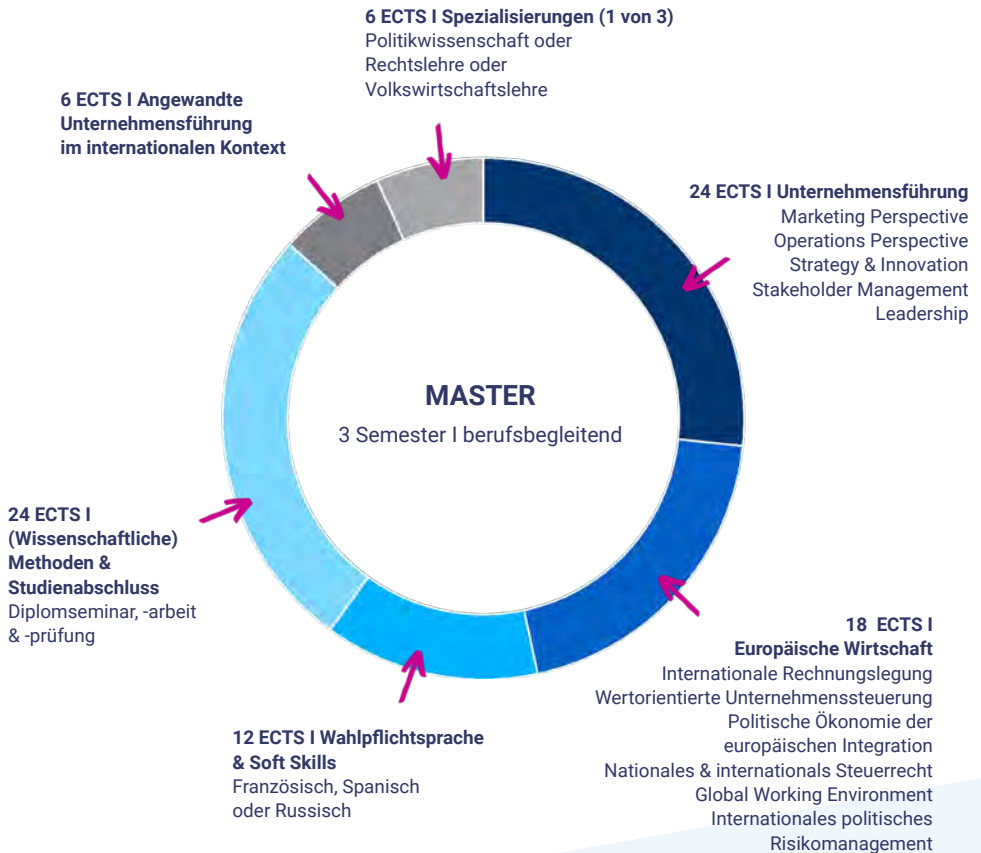 6 ECTS I Spezialisierungen (1 von 3)
Politikwissenschaft oder
Rechtslehre oder
Volkswirtschaftslehre
6 ECTS I Angewandte
Unternehmensführung
im internationalen Kontext
24 ECTS I Unternehmensführung
Marketing Perspective
Operations Perspective
Strategy & Innovation
Stakeholder Management
Leadership
MASTER
3 Semester I berufsbegleitend
24 ECTS I
(Wissenschaftliche)
Methoden &
Studienabschluss
Diplomseminar, -arbeit
& -prüfung
18 ECTS I
Europäische Wirtschaft
Internationale Rechnungslegung
Wertorientierte Unternehmenssteuerung
Politische Ökonomie der
europäischen Integration
Nationales & internationals Steuerrecht
Global Working Environment
Internationales politisches
Risikomanagement
12 ECTS I Wahlpflichtsprache
& Soft Skills
Französisch, Spanisch
oder Russisch